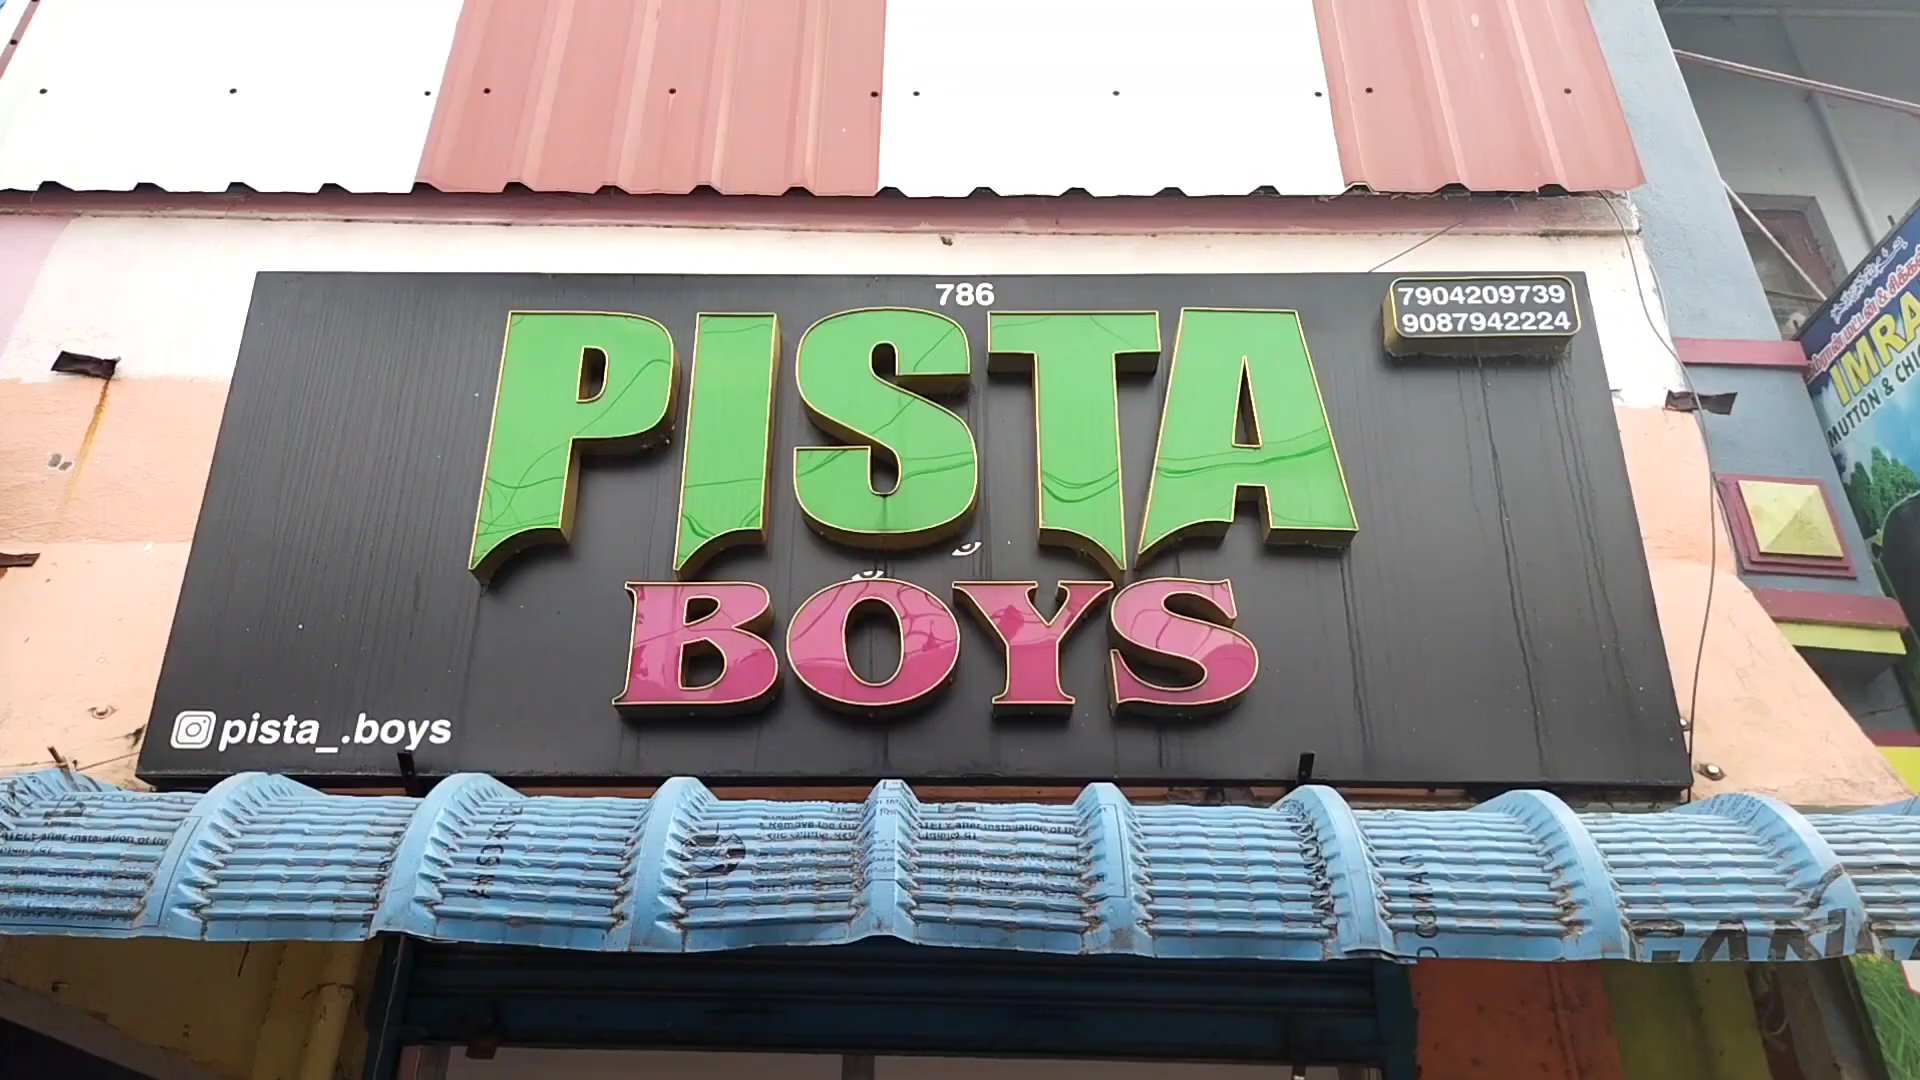 786
7904209739
9087942224
PISTA
BOYS
pista_.boys
IMRA
MUTTON & CHI